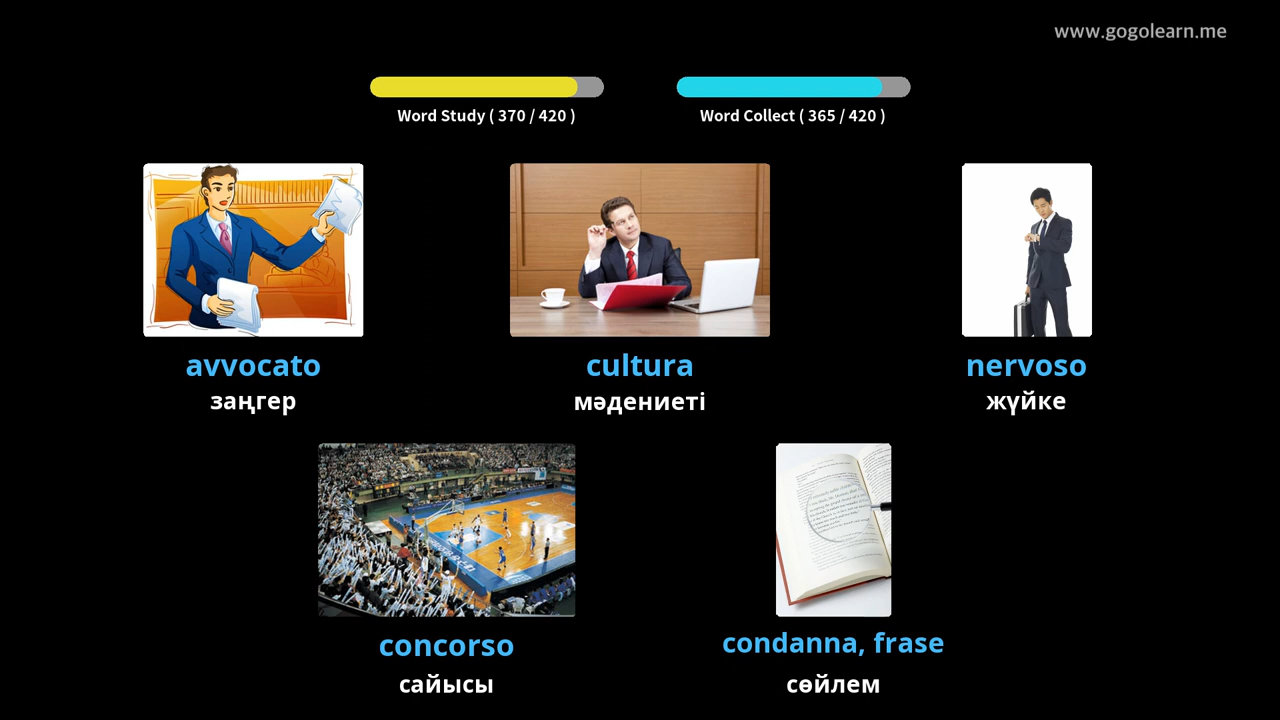 www.gogolearn.me
Word Study ( 370 / 420 )
Word Collect ( 365 / 420 )
avvocato
заңгер
cultura
мәдениеті
nervoso
жүйке
concorso
сайысы
condanna, frase
сөйлем